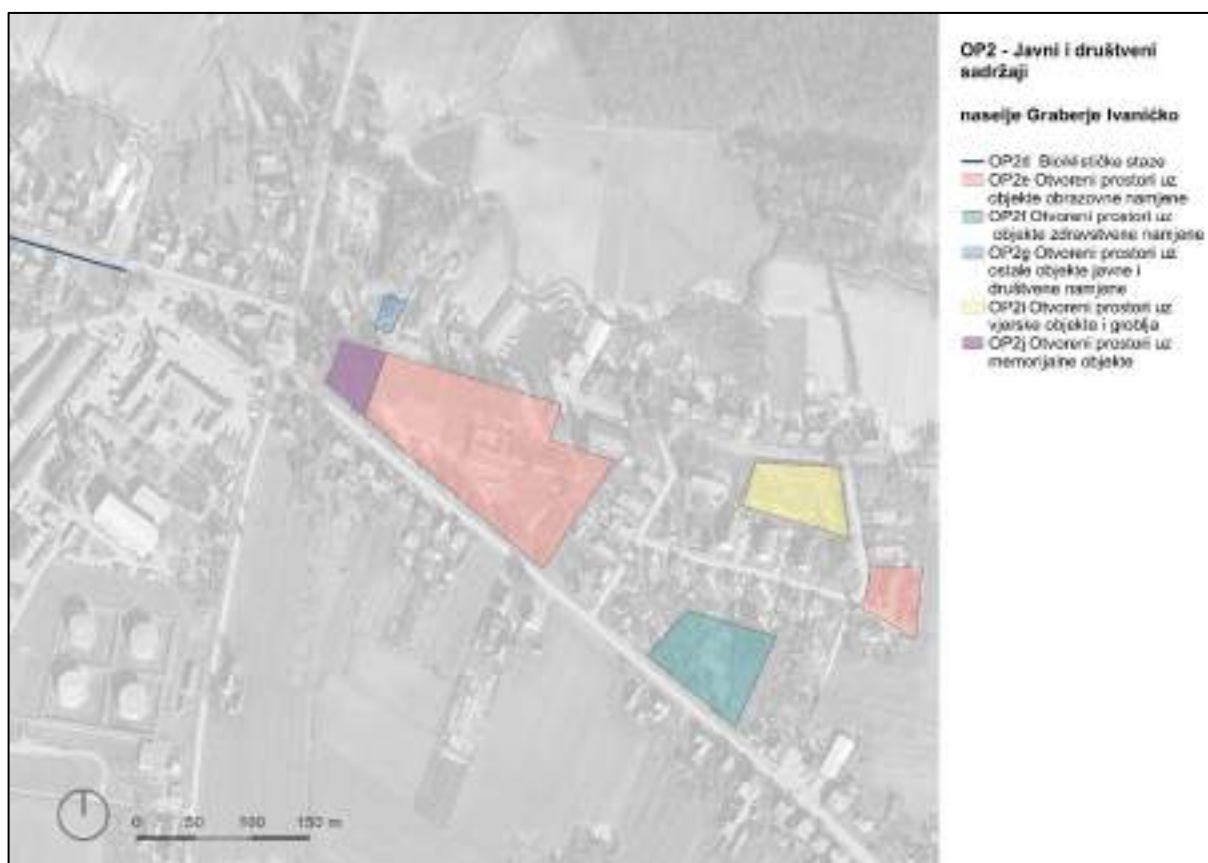 OP2 - Javni i društveni
sadržaji
naselje Graberje Ivaničko
OP2d Biciklističke staze
OP2e Otvoreni prostori uz
objekte obrazovne namjene
OP2f Otvoreni prostori uz
objekte zdravstvene namjene
OP2g Otvoreni prostori uz
ostale objekte javne i
društvene namjene
OP2i Otvoreni prostori uz
vjerske objekte i groblja
OP2j Otvoreni prostori uz
memorijalne objekte
0 50 100 150 m